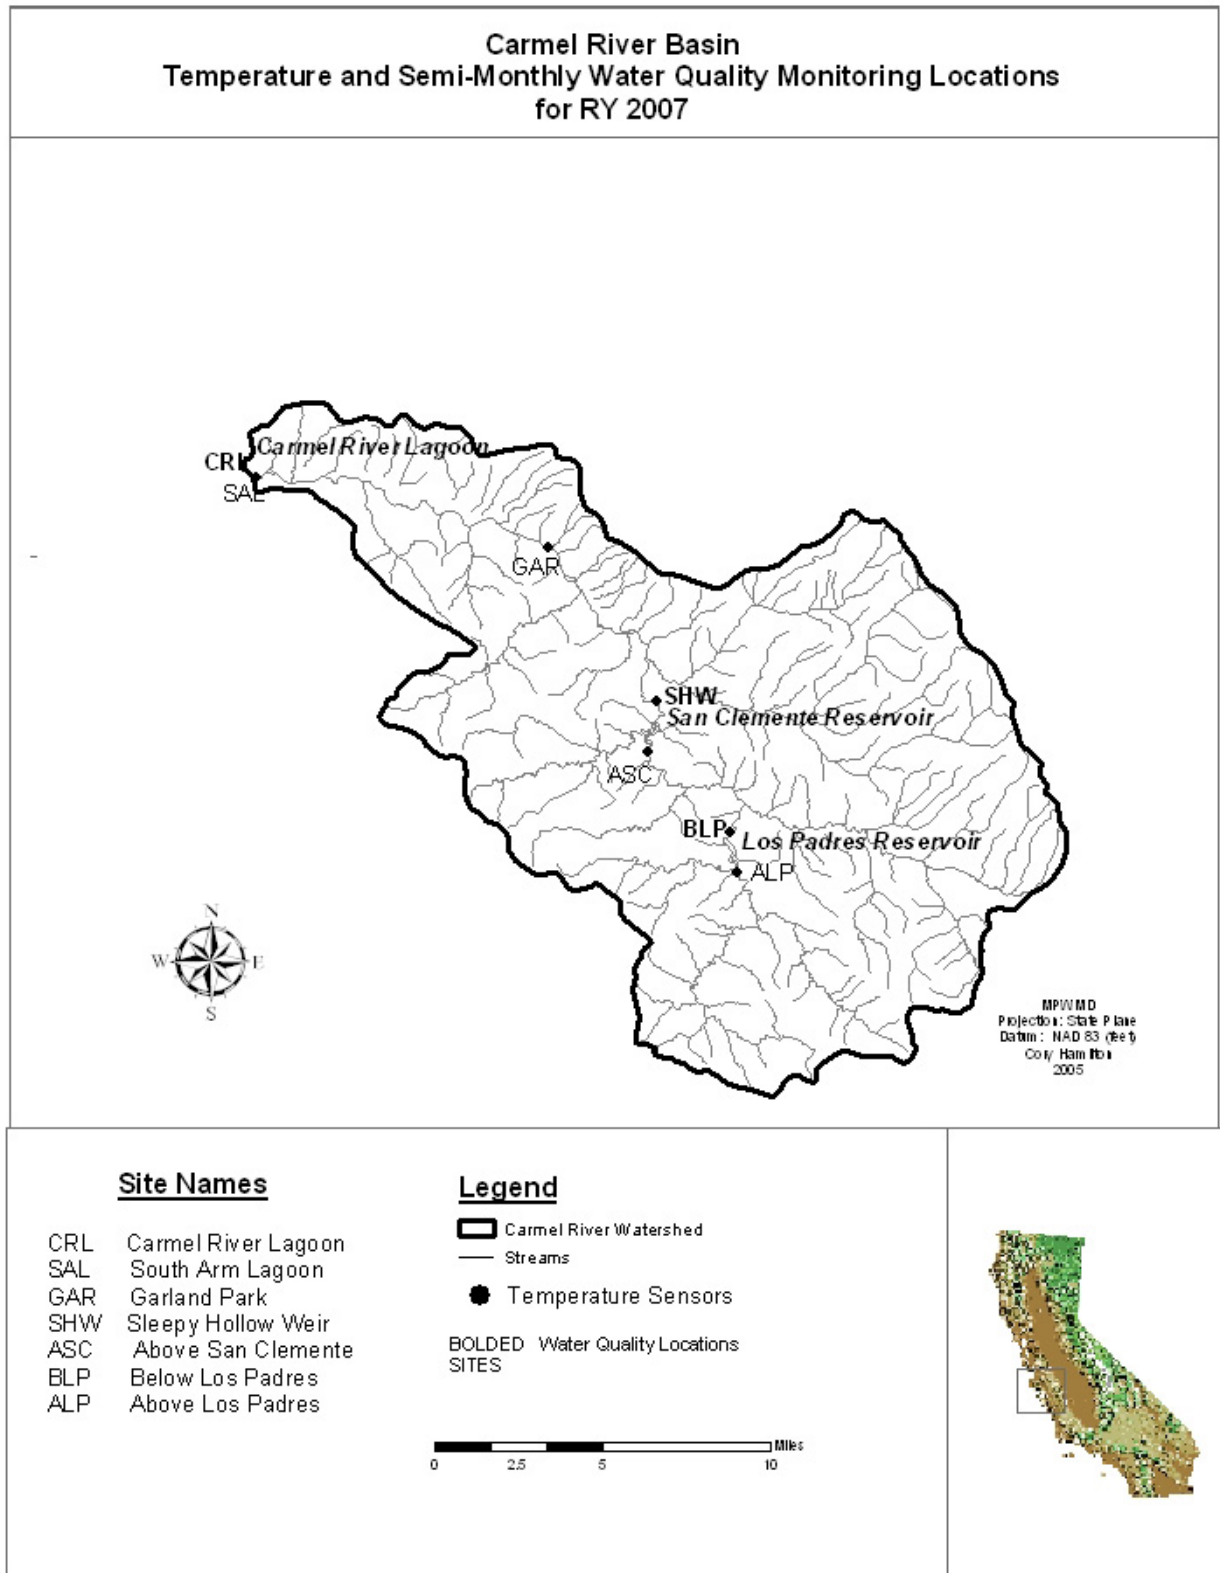 Carmel River Basin
Temperature and Semi-Monthly Water Quality Monitoring Locations
for RY 2007
Carmel River Lagoon
CRL
SAL
GAR
SHW
San Clemente Reservoir
ASC
BLP
Los Padres Reservoir
ALP
N
W E
S
MPWMD
Projection: State Plane
Datum: NAD 83 (feet)
Cory Hamilton
2005
Site Names
CRL Carmel River Lagoon
SAL South Arm Lagoon
GAR Garland Park
SHW Sleepy Hollow Weir
ASC Above San Clemente
BLP Below Los Padres
ALP Above Los Padres
Legend
Carmel River Watershed
Streams
Temperature Sensors
BOLDED Water Quality Locations
SITES
Miles
0 2.5 5 10